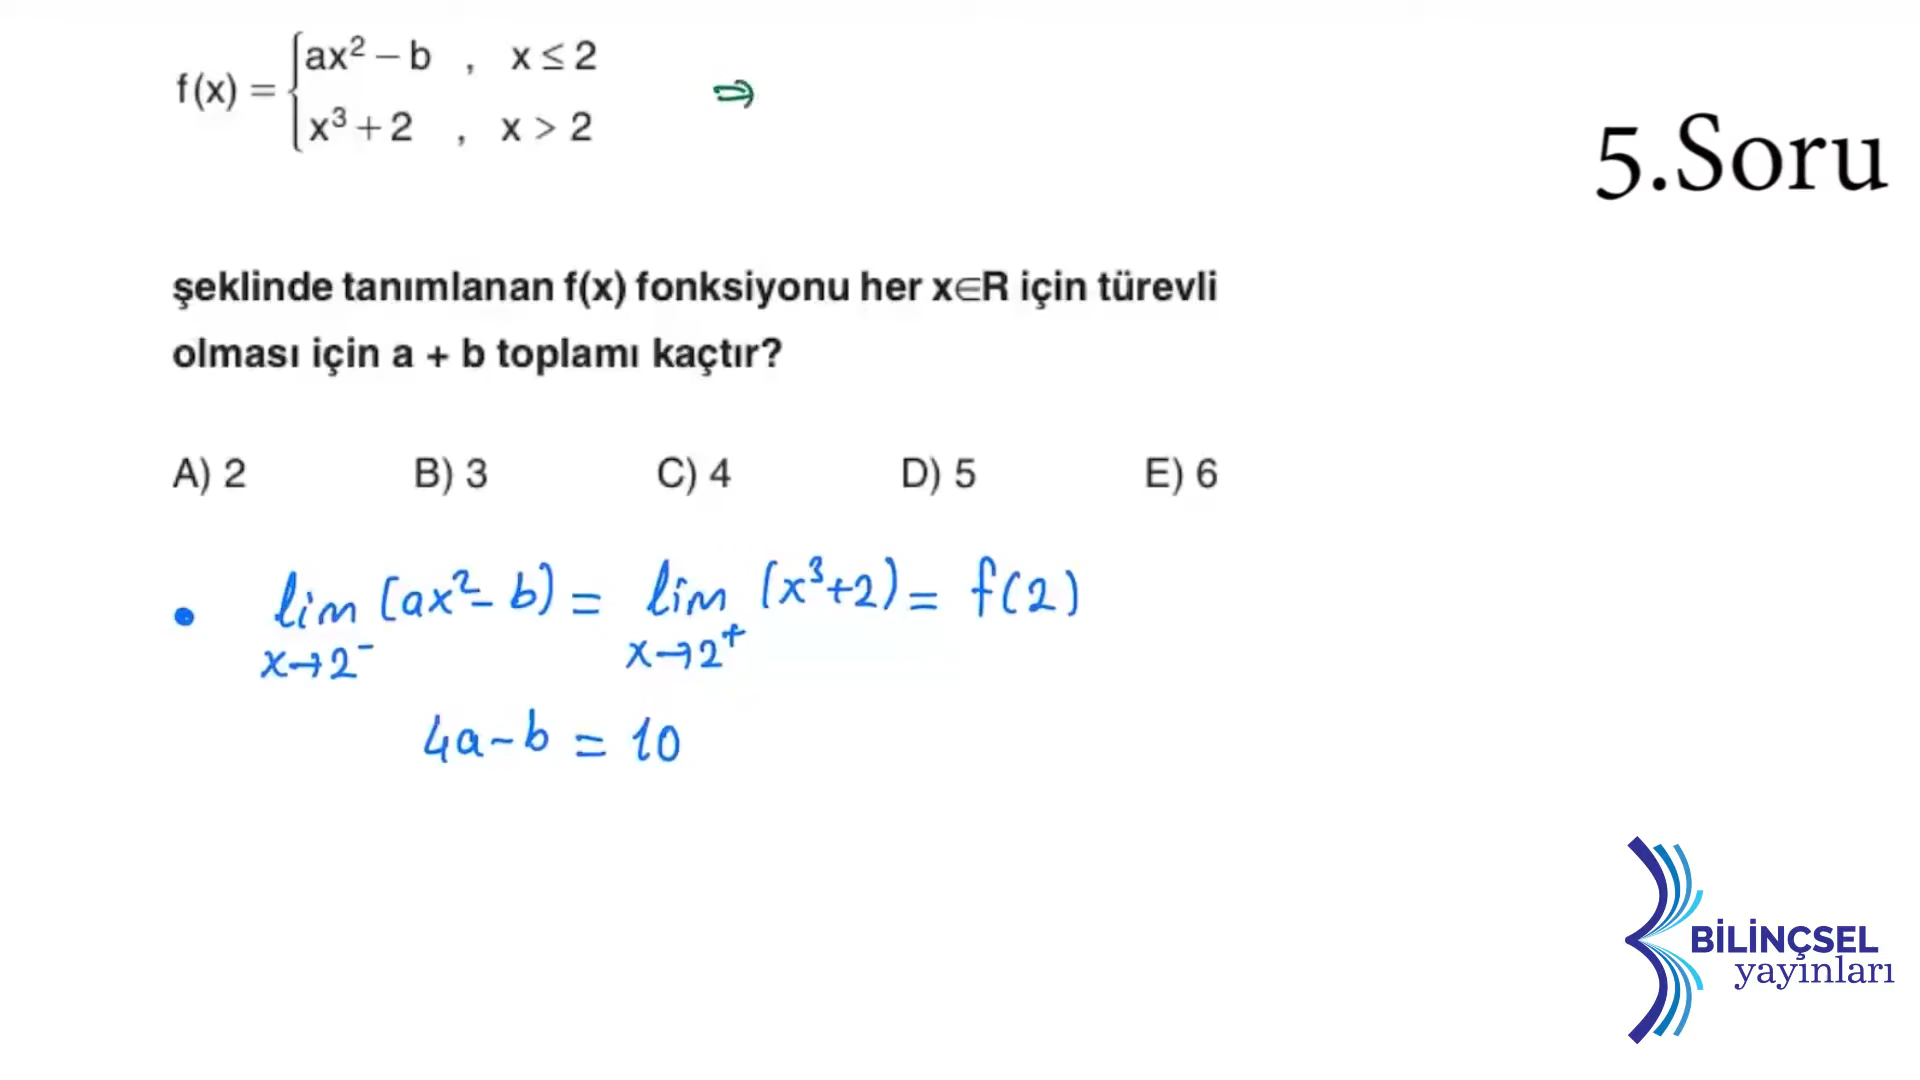 f(x) = { ax² – b , x ≤ 2
x³ + 2 , x > 2
⇒
5.Soru
şeklinde tanımlanan f(x) fonksiyonu her x∈R için türevli
olması için a + b toplamı kaçtır?
A) 2 B) 3 C) 4 D) 5 E) 6
• lim (ax² – b) = lim (x³+2) = f(2)
x→2⁻ x→2⁺
4a – b = 10
BİLİNÇSEL
yayınları